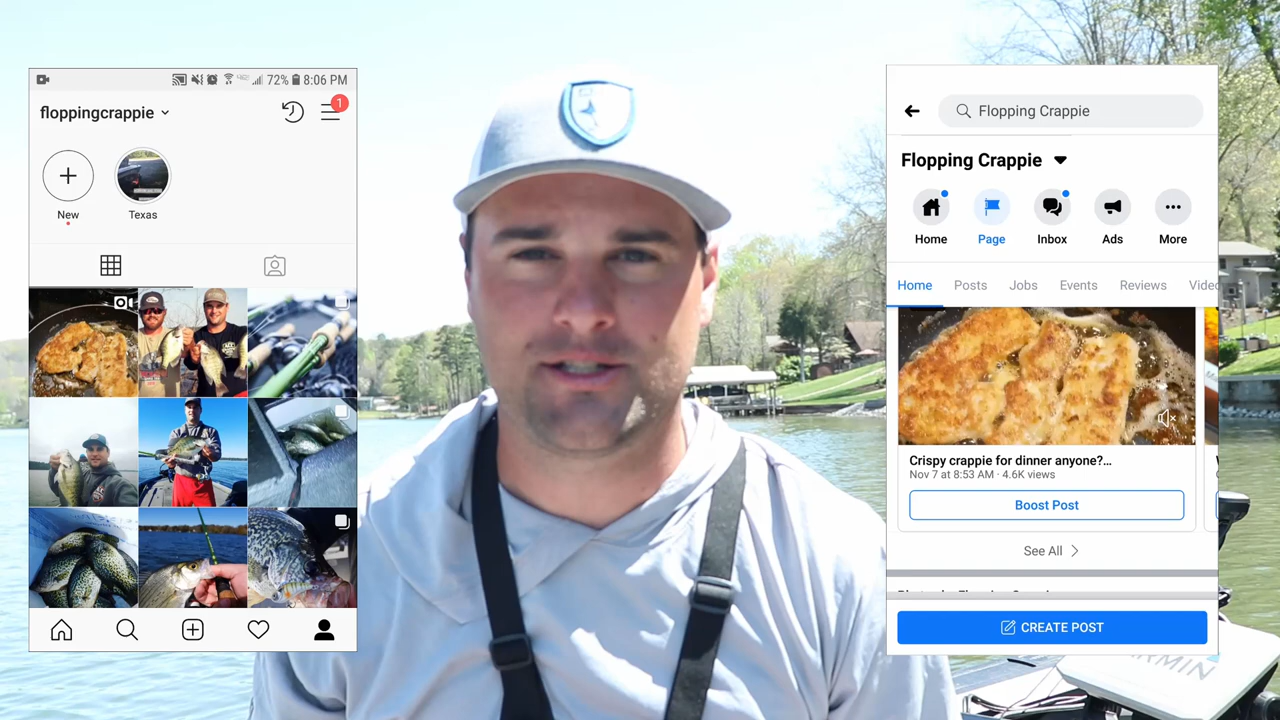 72% 8:06 PM
floppingcrappie
1
New
Texas
Flopping Crappie
Flopping Crappie
Home Page Inbox Ads More
Home Posts Jobs Events Reviews Video
Crispy crappie for dinner anyone?...
Nov 7 at 8:53 AM · 4.6K views
Boost Post
See All
CREATE POST